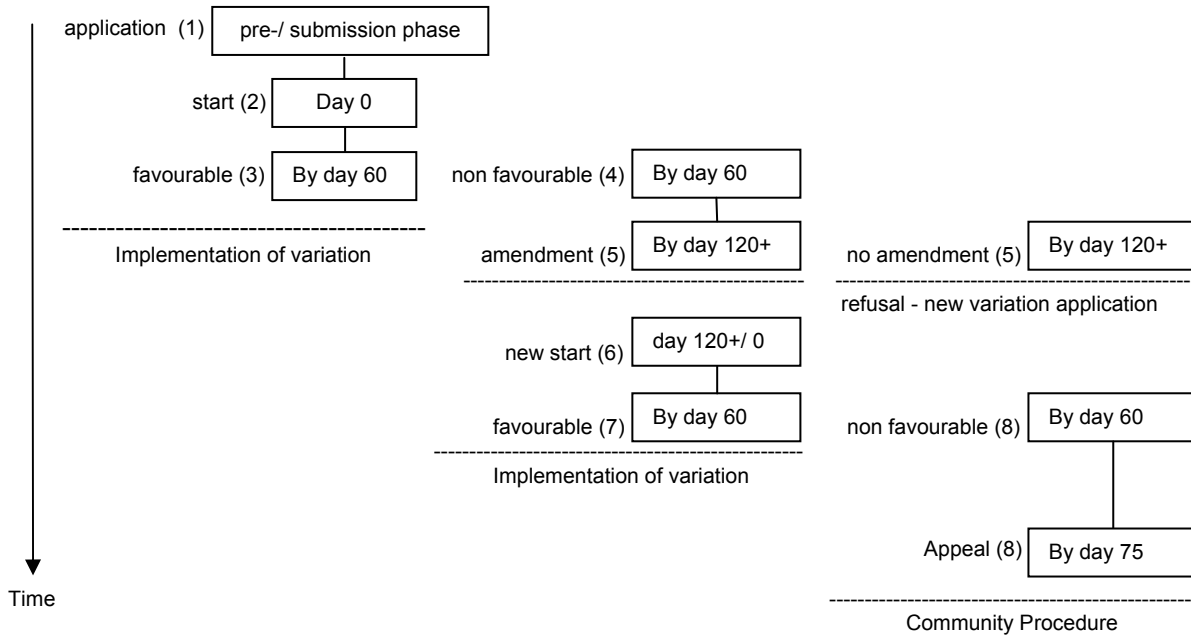 application (1) pre-/ submission phase
start (2) Day 0
favourable (3) By day 60 non favourable (4) By day 60
Implementation of variation amendment (5) By day 120+ no amendment (5) By day 120+
refusal - new variation application
new start (6) day 120+/ 0
favourable (7) By day 60 non favourable (8) By day 60
Implementation of variation
Appeal (8) By day 75
Time
Community Procedure